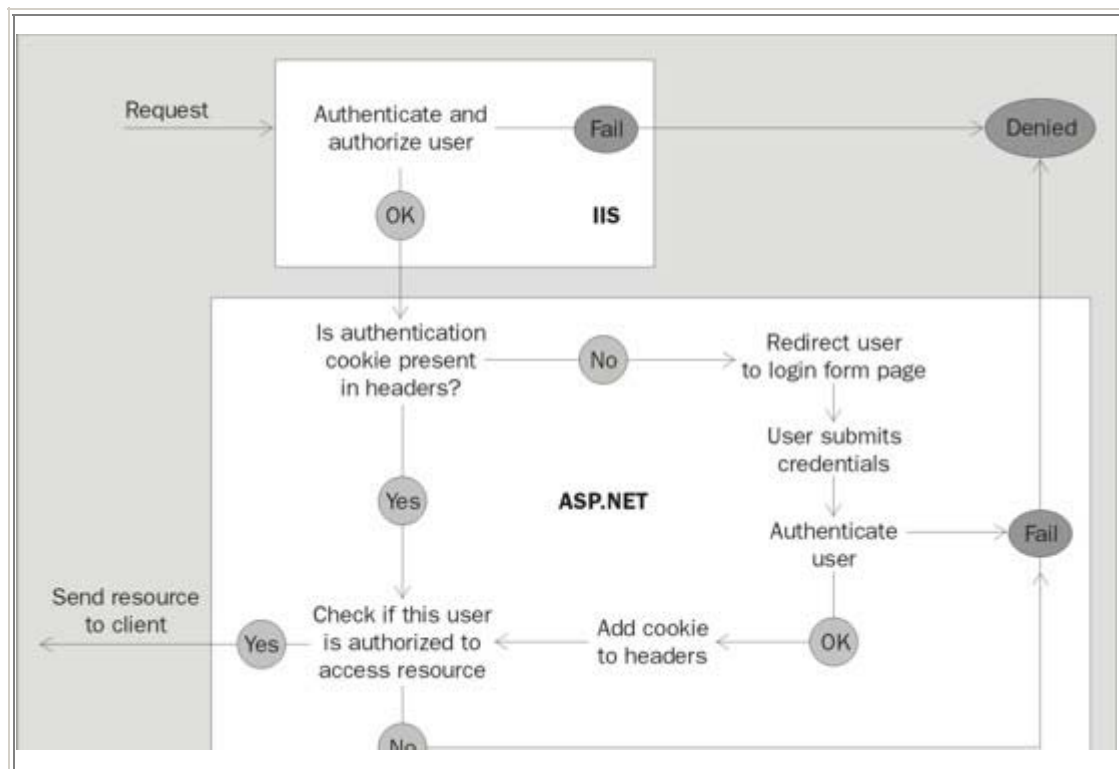 Request
Authenticate and
authorize user
Fail
Denied
OK
IIS
Is authentication
cookie present
in headers?
No
Redirect user
to login form page
User submits
credentials
Yes
ASP.NET
Authenticate
user
Fail
Send resource
to client
Yes
Check if this user
is authorized to
access resource
Add cookie
to headers
OK
No